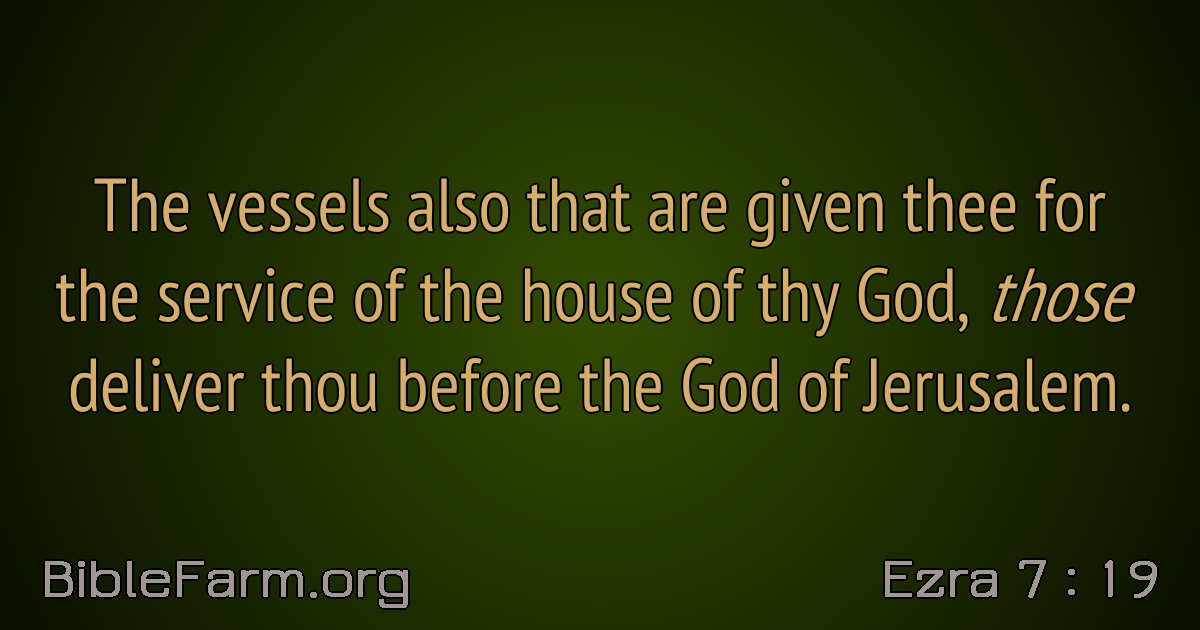 The vessels also that are given thee for
the service of the house of thy God, those
deliver thou before the God of Jerusalem.
BibleFarm.org
Ezra 7 : 19